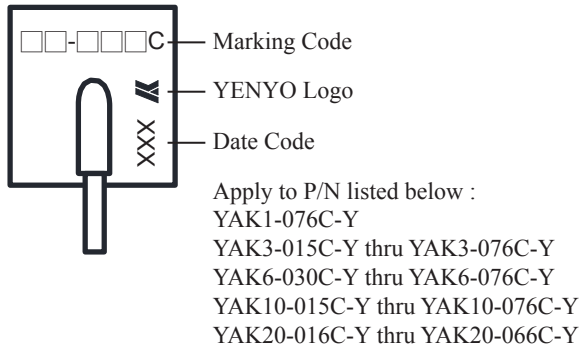 □□-□□□C
Marking Code
YENYO Logo
XXX
Date Code
Apply to P/N listed below :
YAK1-076C-Y
YAK3-015C-Y thru YAK3-076C-Y
YAK6-030C-Y thru YAK6-076C-Y
YAK10-015C-Y thru YAK10-076C-Y
YAK20-016C-Y thru YAK20-066C-Y